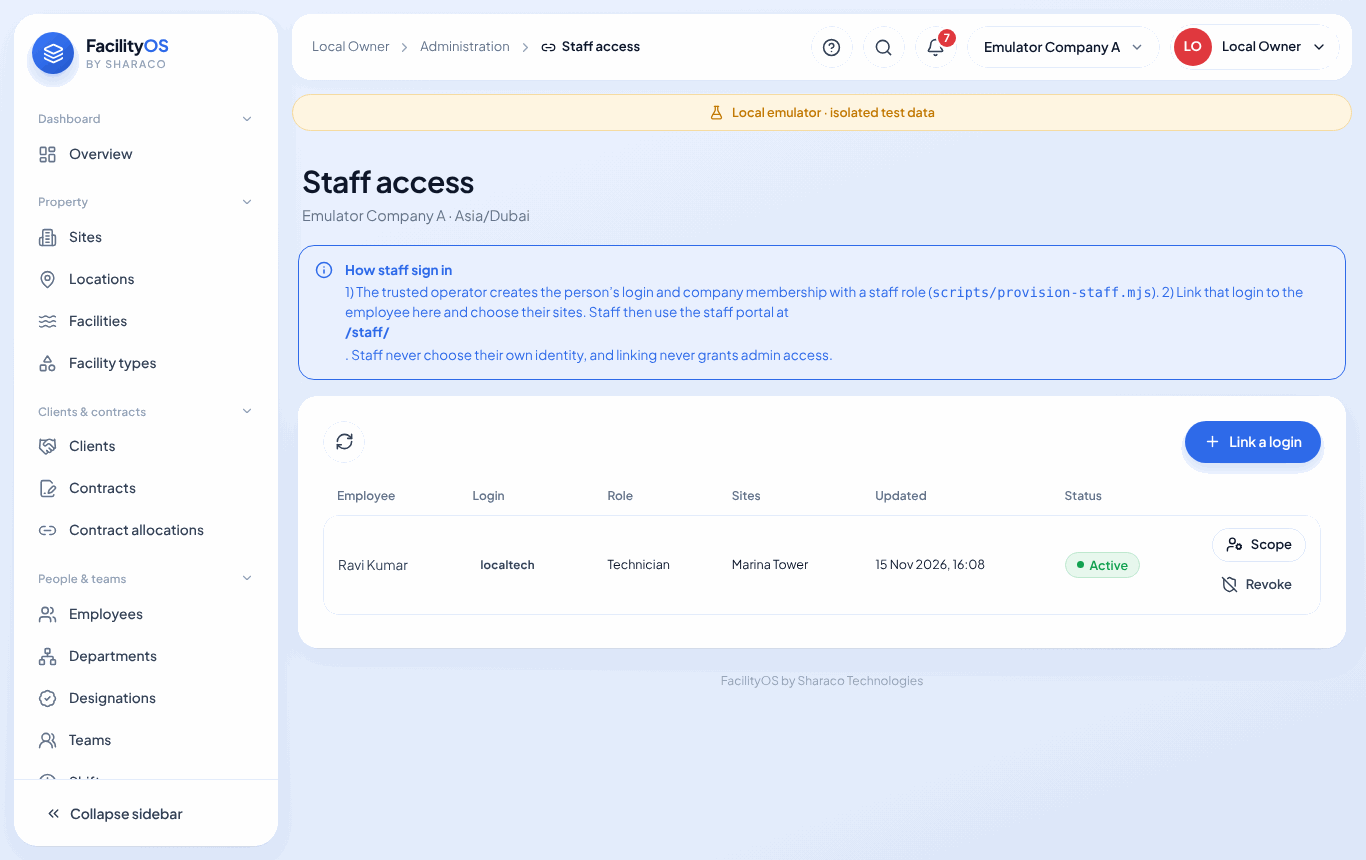 FacilityOS
BY SHARACO
Dashboard
Overview
Property
Sites
Locations
Facilities
Facility types
Clients & contracts
Clients
Contracts
Contract allocations
People & teams
Employees
Departments
Designations
Teams
Collapse sidebar
Local Owner > Administration > Staff access
7
Emulator Company A
LO
Local Owner
Local emulator · isolated test data
Staff access
Emulator Company A · Asia/Dubai
How staff sign in
1) The trusted operator creates the person's login and company membership with a staff role (scripts/provision-staff.mjs). 2) Link that login to the
employee here and choose their sites. Staff then use the staff portal at
/staff/
. Staff never choose their own identity, and linking never grants admin access.
Link a login
Employee Login Role Sites Updated Status
Ravi Kumar localtech Technician Marina Tower 15 Nov 2026, 16:08 Active
Scope
Revoke
FacilityOS by Sharaco Technologies